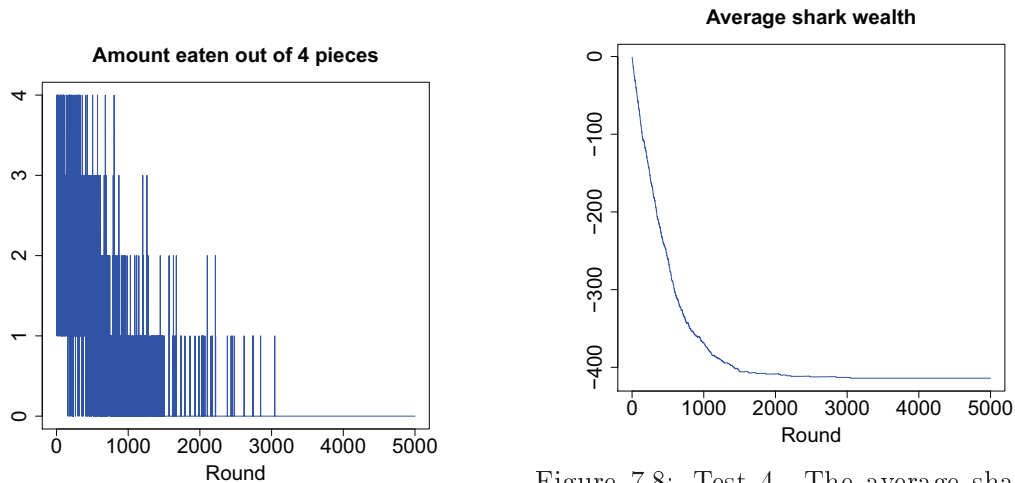 Amount eaten out of 4 pieces
4
3
2
1
0
0 1000 2000 3000 4000 5000
Round
Average shark wealth
0
−100
−200
−300
−400
0 1000 2000 3000 4000 5000
Round
Figure 7.8: Test 4. The average sha